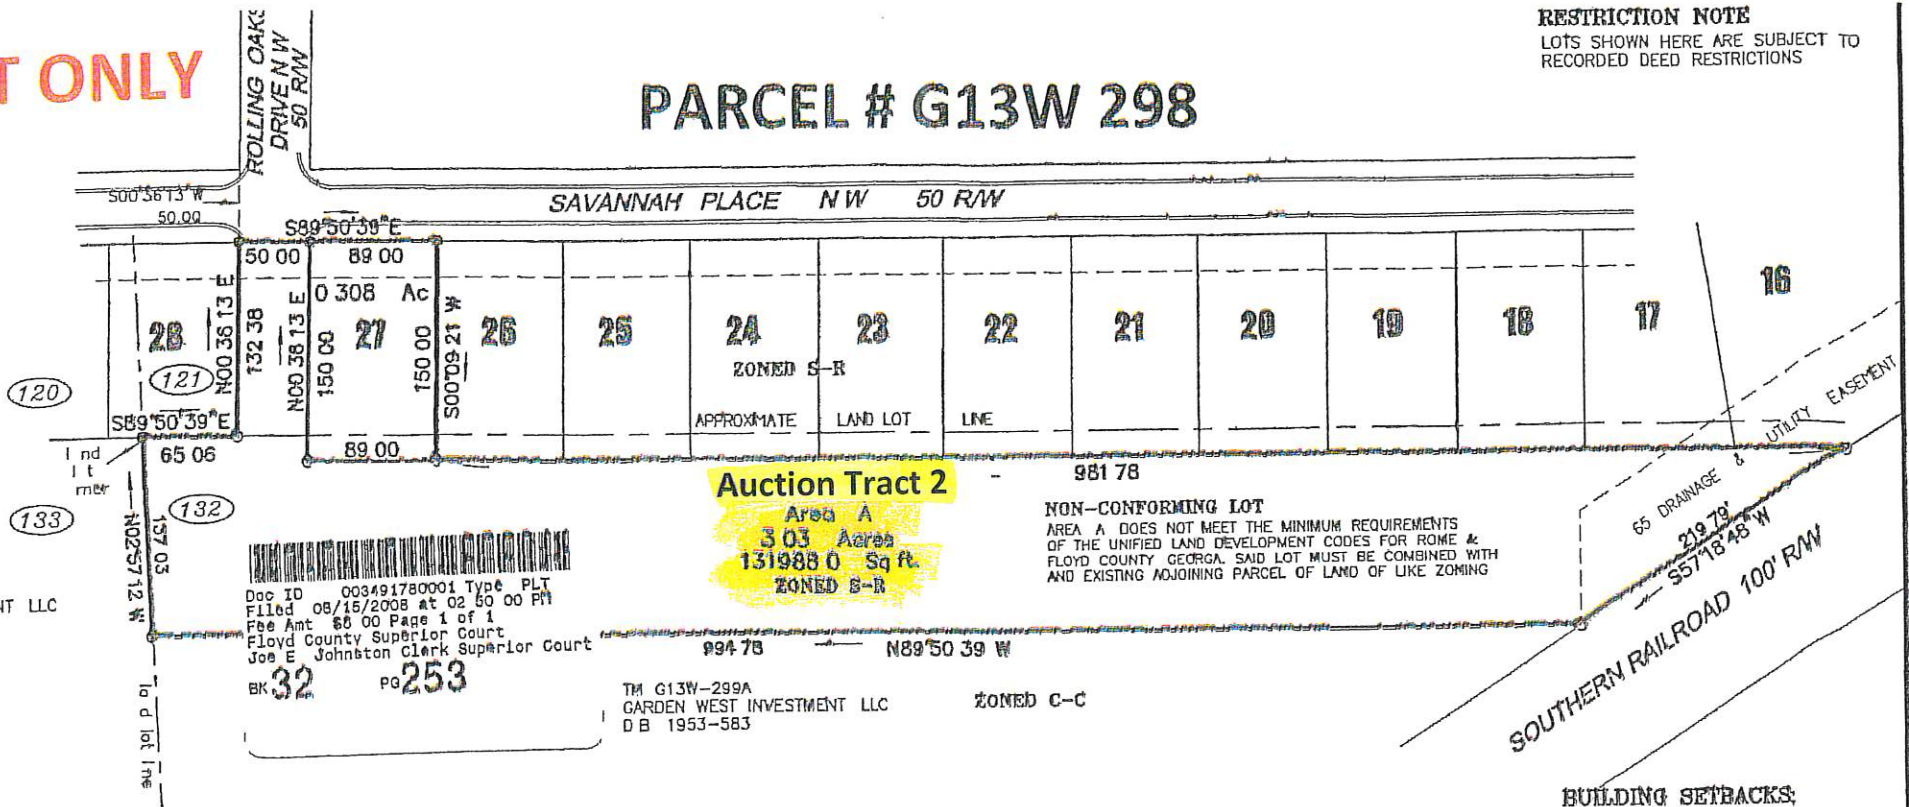 T ONLY
ROLLING OAKS
DRIVE N W
50 R/W
PARCEL # G13W 298
RESTRICTION NOTE
LOTS SHOWN HERE ARE SUBJECT TO
RECORDED DEED RESTRICTIONS
S00°36 13 W
50.00
SAVANNAH PLACE N W 50 R/W
S89°50'39"E
50 00
89 00
0 308 Ac
N00 38 13 E
132 38
N00 38 13 E
150 00
150 00
S00°09 21 W
28
27
26
25
24
23
22
21
20
19
18
17
16
ZONED S-R
120
121
S89°50'39"E
65 06
89.00
APPROXIMATE LAND LOT LINE
UTILITY EASEMENT
65 DRAINAGE &
l nd
l t
rner
133
132
N02°57 12 W
157 03
981 78
Auction Tract 2
Area A
3 03 Acres
131988 0 Sq ft.
ZONED S-R
NON-CONFORMING LOT
AREA A DOES NOT MEET THE MINIMUM REQUIREMENTS
OF THE UNIFIED LAND DEVELOPMENT CODES FOR ROME &
FLOYD COUNTY GEORGA. SAID LOT MUST BE COMBINED WITH
AND EXISTING ADJOINING PARCEL OF LAND OF LIKE ZONING
219 79'
S57°18'48"W
SOUTHERN RAILROAD 100' R/W
NT LLC
Doc ID 003491780001 Type PLT
Filed 08/15/2008 at 02 50 00 PM
Fee Amt $8 00 Page 1 of 1
Floyd County Superior Court
Joe E Johnston Clerk Superior Court
BK 32 PG 253
994 78
N89°50 39 W
TM G13W-299A
GARDEN WEST INVESTMENT LLC
D B 1953-583
ZONED C-C
la d lot line
BUILDING SETBACKS: